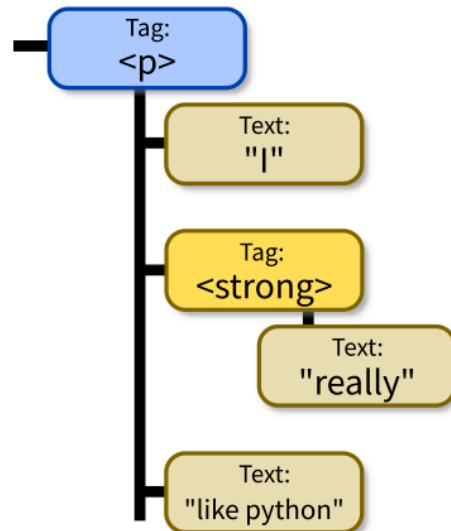 Tag:
<p>
Text:
"I"
Tag:
<strong>
Text:
"really"
Text:
"like python"